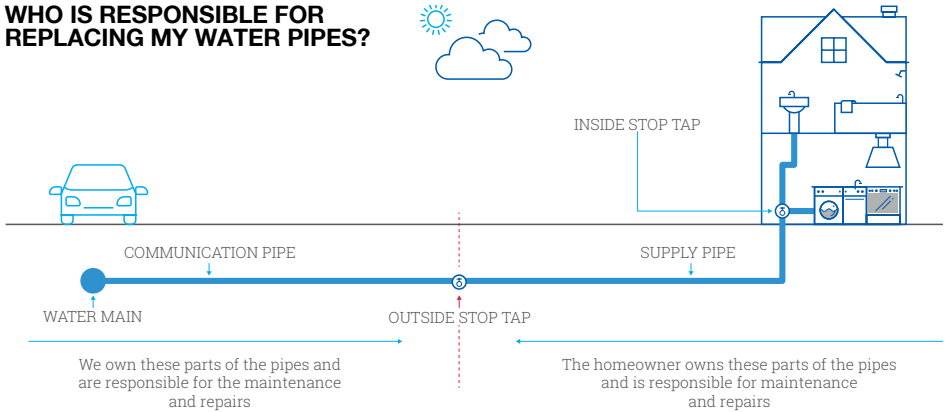 WHO IS RESPONSIBLE FOR
REPLACING MY WATER PIPES?
INSIDE STOP TAP
COMMUNICATION PIPE
SUPPLY PIPE
WATER MAIN
OUTSIDE STOP TAP
We own these parts of the pipes and
are responsible for the maintenance
and repairs
The homeowner owns these parts of the pipes
and is responsible for maintenance
and repairs